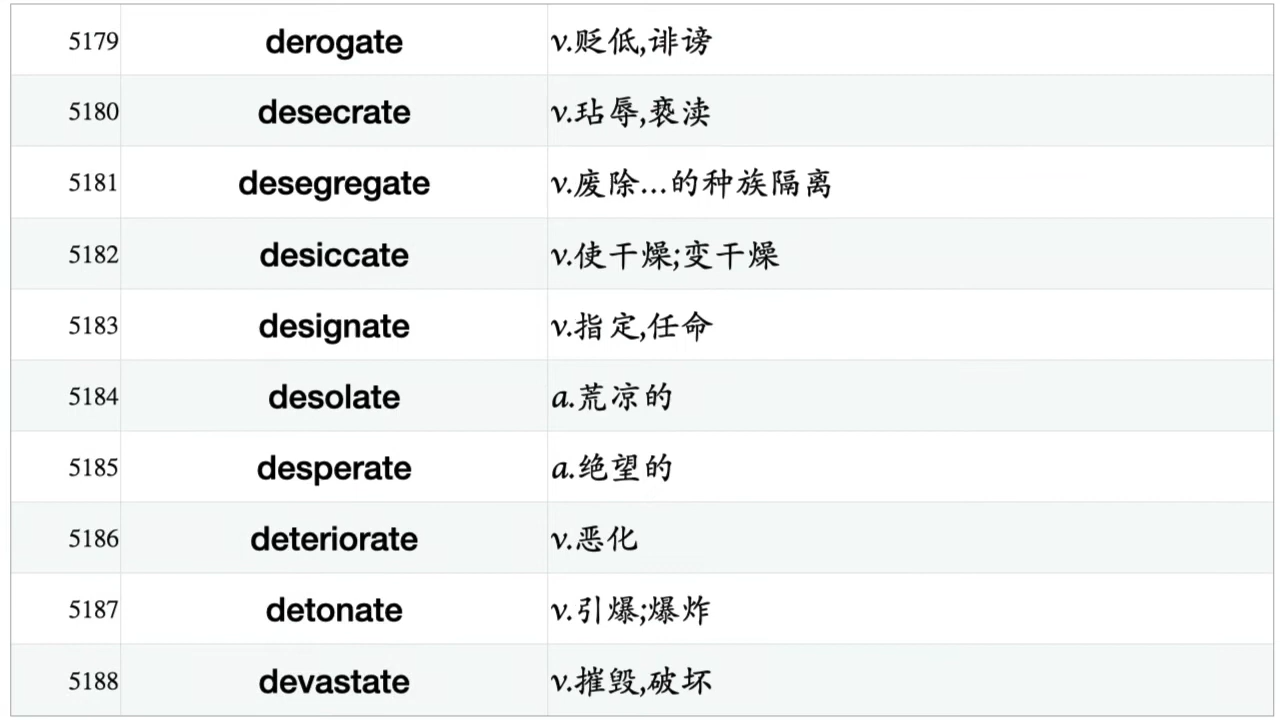 5179 derogate v.贬低,诽谤
5180 desecrate v.玷辱,亵渎
5181 desegregate v.废除...的种族隔离
5182 desiccate v.使干燥;变干燥
5183 designate v.指定,任命
5184 desolate a.荒凉的
5185 desperate a.绝望的
5186 deteriorate v.恶化
5187 detonate v.引爆;爆炸
5188 devastate v.摧毁,破坏